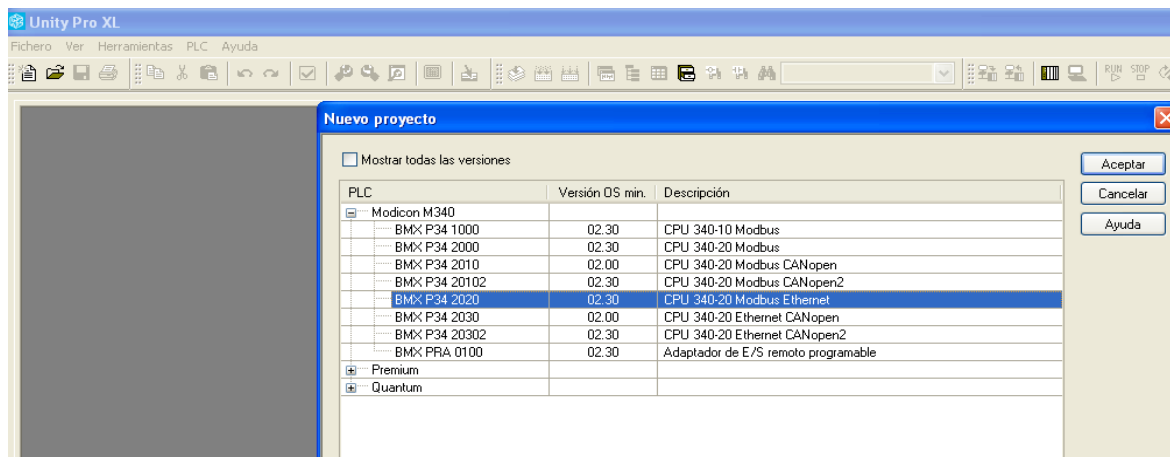 Unity Pro XL
Fichero Ver Herramientas PLC Ayuda
RUN STOP
Nuevo proyecto
Mostrar todas las versiones
Aceptar
PLC Versión OS min. Descripción
Cancelar
Modicon M340
Ayuda
BMX P34 1000 02.30 CPU 340-10 Modbus
BMX P34 2000 02.30 CPU 340-20 Modbus
BMX P34 2010 02.00 CPU 340-20 Modbus CANopen
BMX P34 20102 02.30 CPU 340-20 Modbus CANopen2
BMX P34 2020 02.30 CPU 340-20 Modbus Ethernet
BMX P34 2030 02.00 CPU 340-20 Ethernet CANopen
BMX P34 20302 02.30 CPU 340-20 Ethernet CANopen2
BMX PRA 0100 02.30 Adaptador de E/S remoto programable
Premium
Quantum